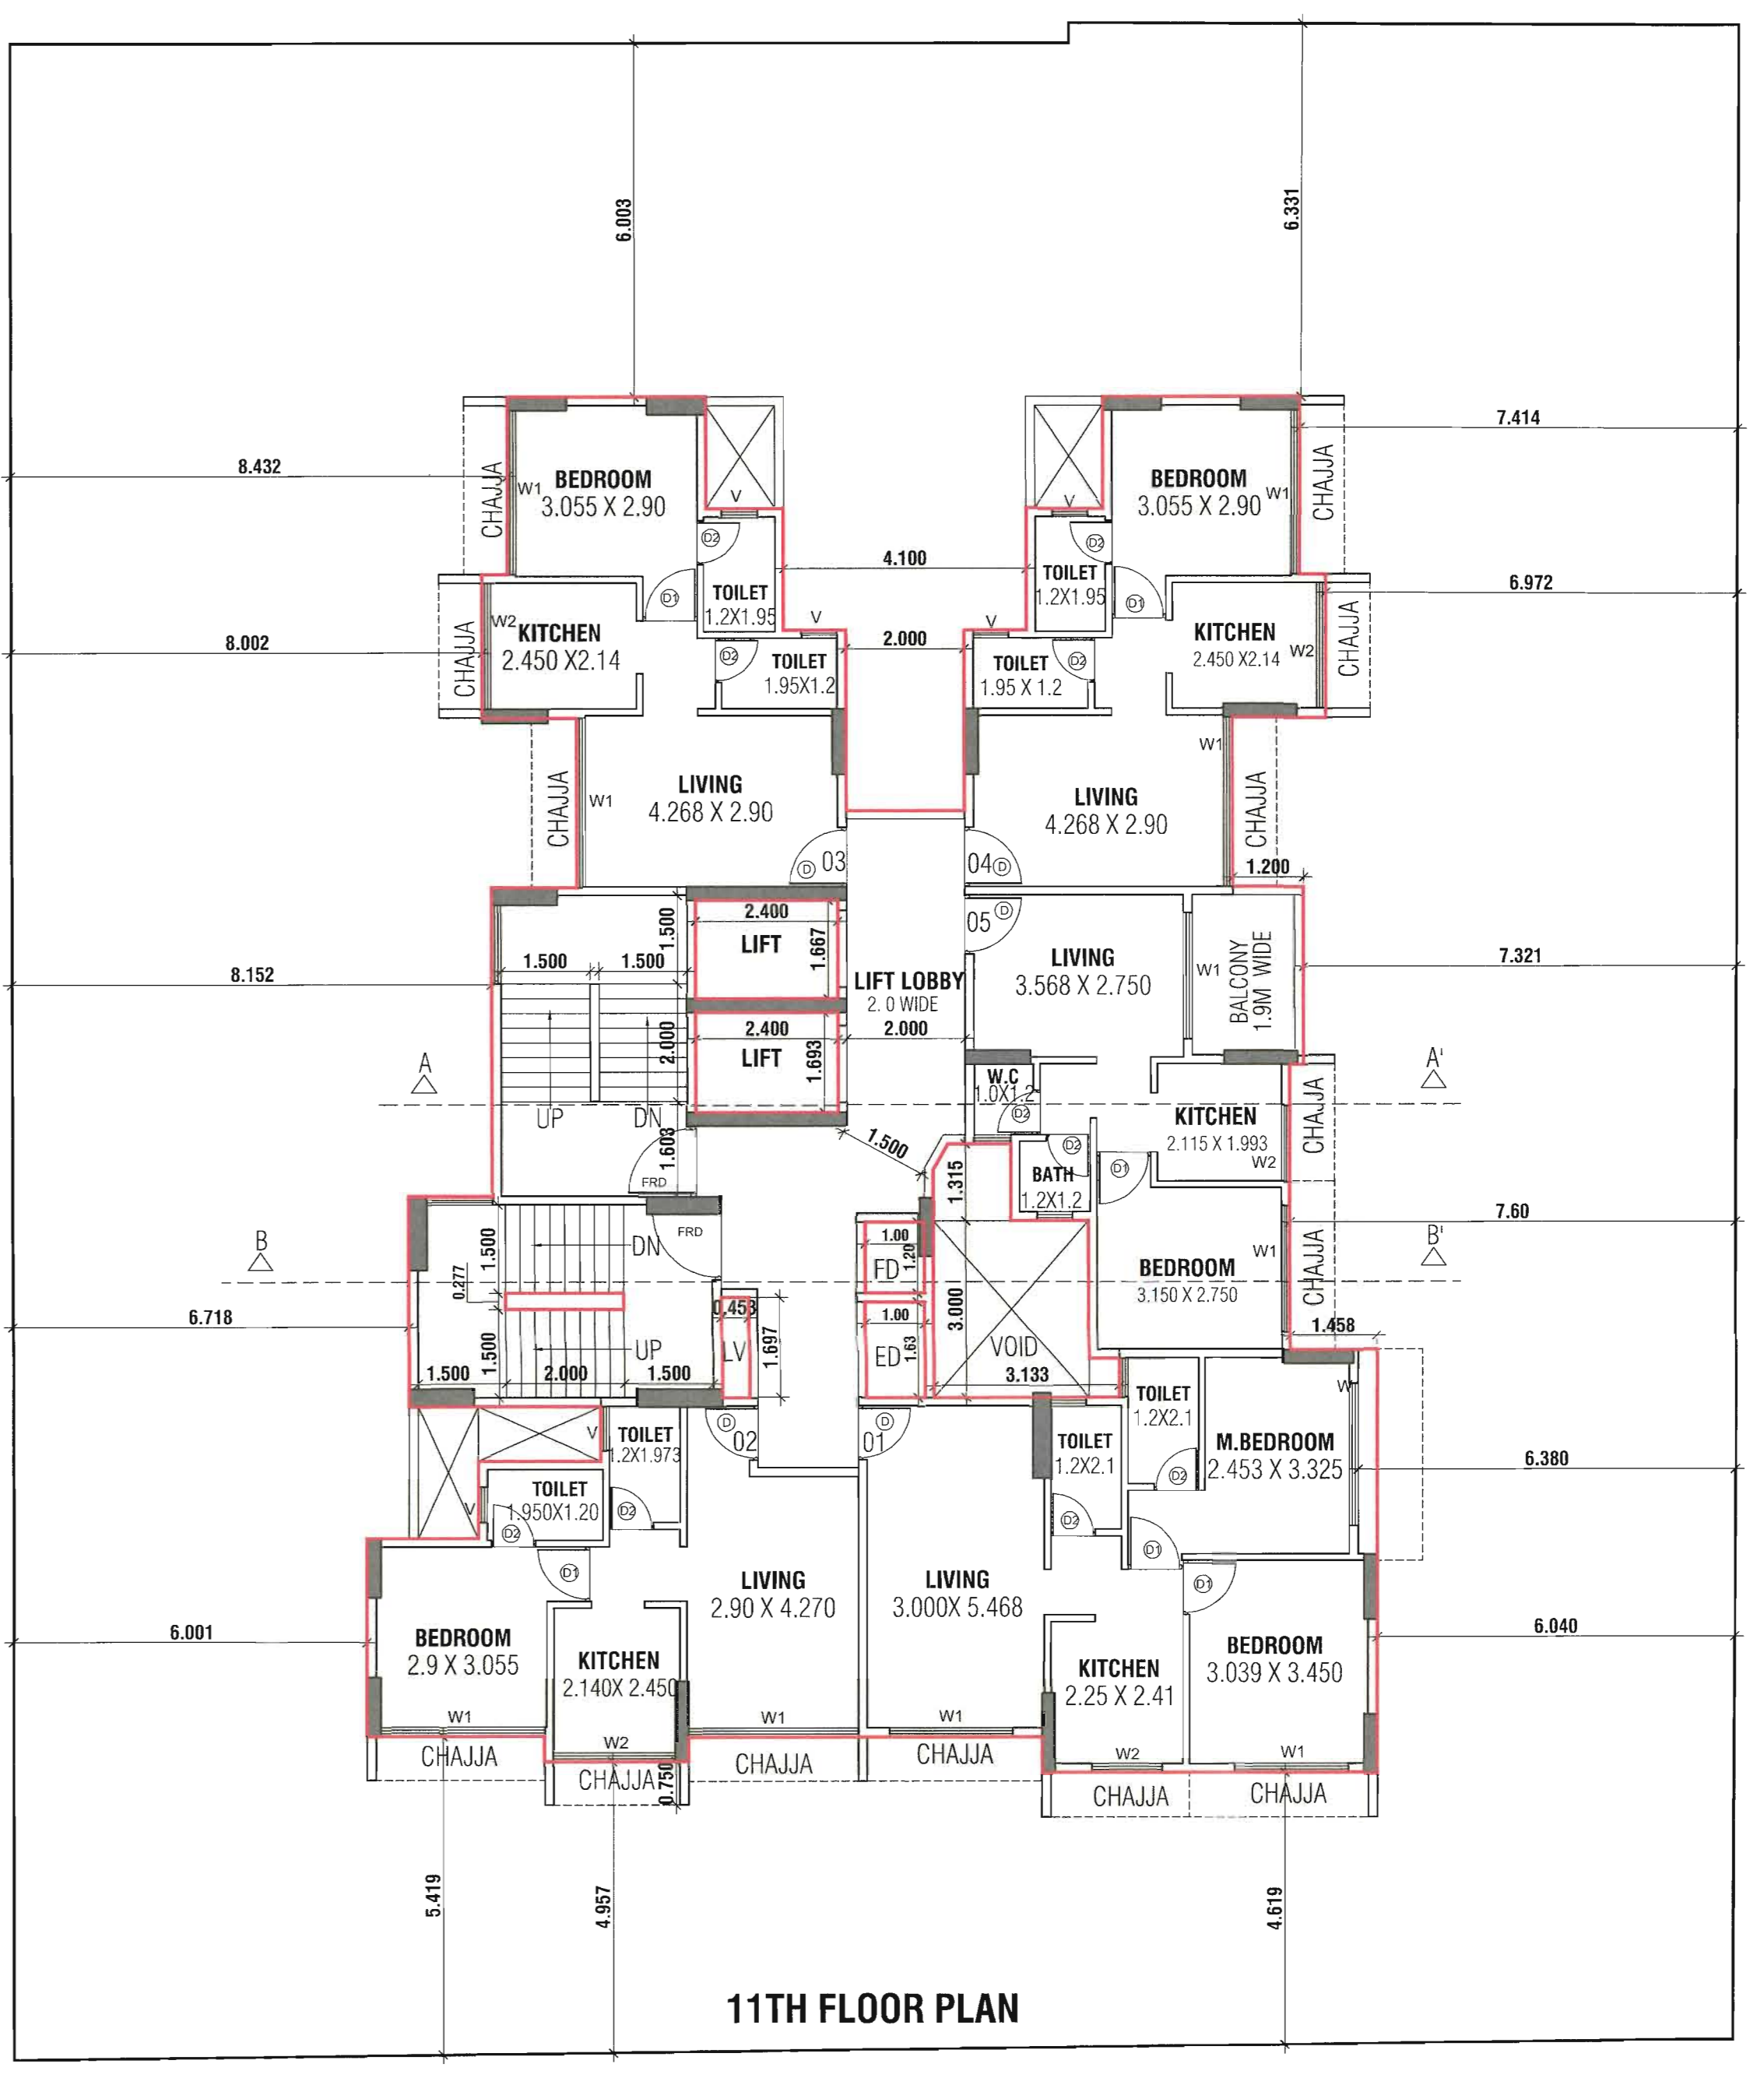 6.003
6.331
7.414
8.432
CHAJJA
W1
BEDROOM
3.055 X 2.90
V
V
BEDROOM
3.055 X 2.90
W1
CHAJJA
D2
D2
4.100
6.972
TOILET
1.2X1.95
TOILET
1.2X1.95
D1
D1
8.002
CHAJJA
W2
KITCHEN
2.450 X2.14
V
V
2.000
KITCHEN
2.450 X2.14
W2
CHAJJA
D2
TOILET
1.95X1.2
TOILET
1.95 X 1.2
D2
CHAJJA
W1
LIVING
4.268 X 2.90
LIVING
4.268 X 2.90
W1
CHAJJA
D 03
04 D
1.200
1.500
2.400
LIFT
1.667
05 D
LIVING
3.568 X 2.750
W1
BALCONY
1.9M WIDE
7.321
8.152
1.500
1.500
LIFT LOBBY
2. 0 WIDE
2.000
2.400
LIFT
1.693
2.000
A
A'
UP
DN
W.C
1.0X1.2
D2
KITCHEN
2.115 X 1.993
W2
CHAJJA
1.603
FRD
1.500
1.315
D2
BATH
1.2X1.2
D1
7.60
B
B'
1.500
DN
FRD
1.00
1.20
FD
W1
BEDROOM
3.150 X 2.750
CHAJJA
0.277
0.453
1.697
LV
1.00
1.63
ED
3.000
VOID
3.133
1.458
6.718
1.500
UP
1.500
2.000
1.500
V
TOILET
1.2X1.973
D
02
D
01
TOILET
1.2X2.1
TOILET
1.2X2.1
W
M.BEDROOM
2.453 X 3.325
6.380
V
TOILET
1.950X1.20
D2
D2
D2
D2
D1
D1
D1
LIVING
2.90 X 4.270
LIVING
3.000X 5.468
6.001
BEDROOM
2.9 X 3.055
KITCHEN
2.140X 2.450
KITCHEN
2.25 X 2.41
BEDROOM
3.039 X 3.450
6.040
W1
W2
W1
W1
W2
W1
CHAJJA
CHAJJA
0.750
CHAJJA
CHAJJA
CHAJJA
CHAJJA
5.419
4.957
4.619
11TH FLOOR PLAN